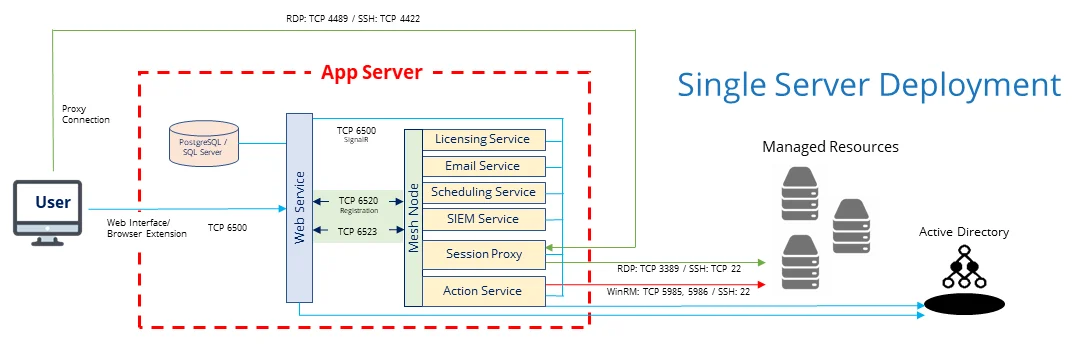 RDP: TCP 4489 / SSH: TCP 4422
App Server
Single Server Deployment
Proxy
Connection
PostgreSQL /
SQL Server
TCP 6500
SignalR
Licensing Service
Managed Resources
Email Service
Scheduling Service
User
Web Service
TCP 6520
Registration
Mesh Node
SIEM Service
Web Interface/
Browser Extension
TCP 6500
TCP 6523
Active Directory
Session Proxy
RDP: TCP 3389 / SSH: TCP 22
Action Service
WinRM: TCP 5985, 5986 / SSH: 22